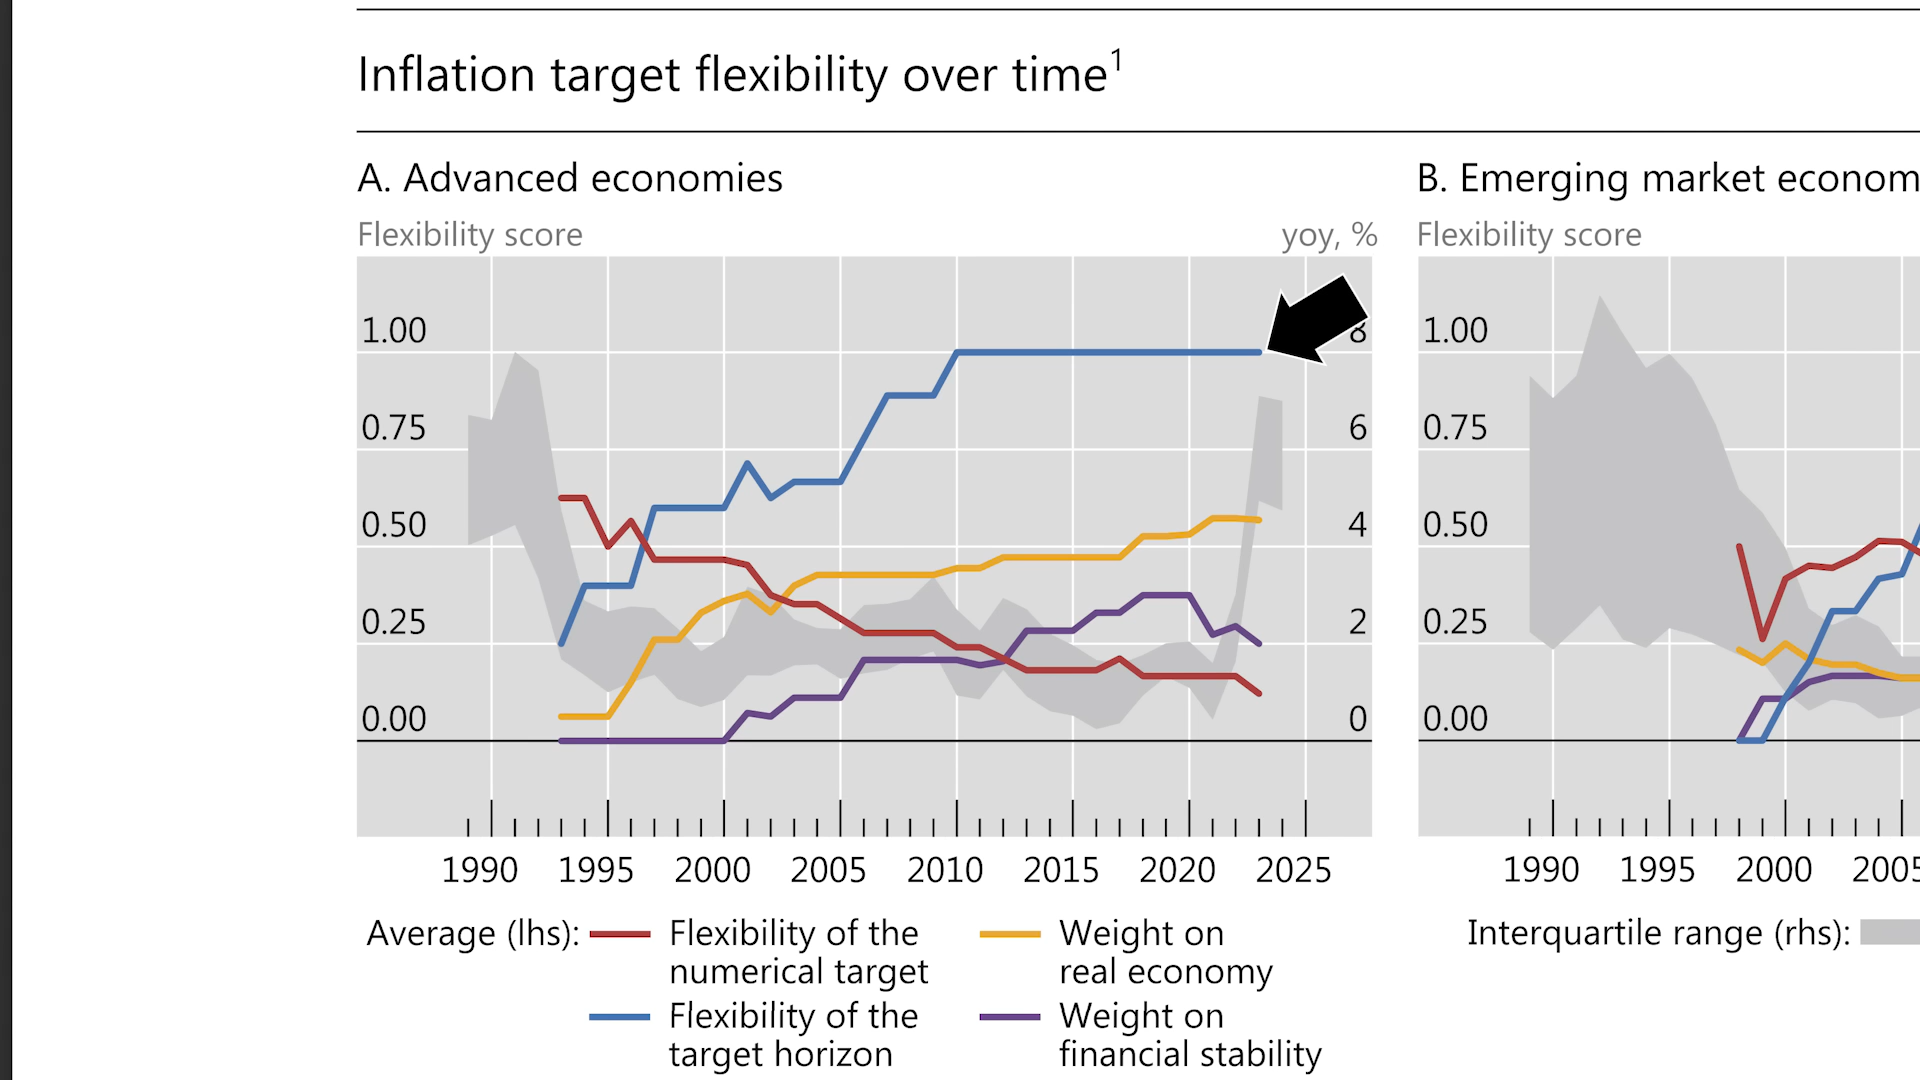 Inflation target flexibility over time¹
A. Advanced economies
Flexibility score
yoy, %
1.00
0.75
0.50
0.25
0.00
8
6
4
2
0
1990 1995 2000 2005 2010 2015 2020 2025
B. Emerging market econom
Flexibility score
1.00
0.75
0.50
0.25
0.00
1990 1995 2000 2005
Average (lhs):
Flexibility of the
numerical target
Flexibility of the
target horizon
Weight on
real economy
Weight on
financial stability
Interquartile range (rhs):